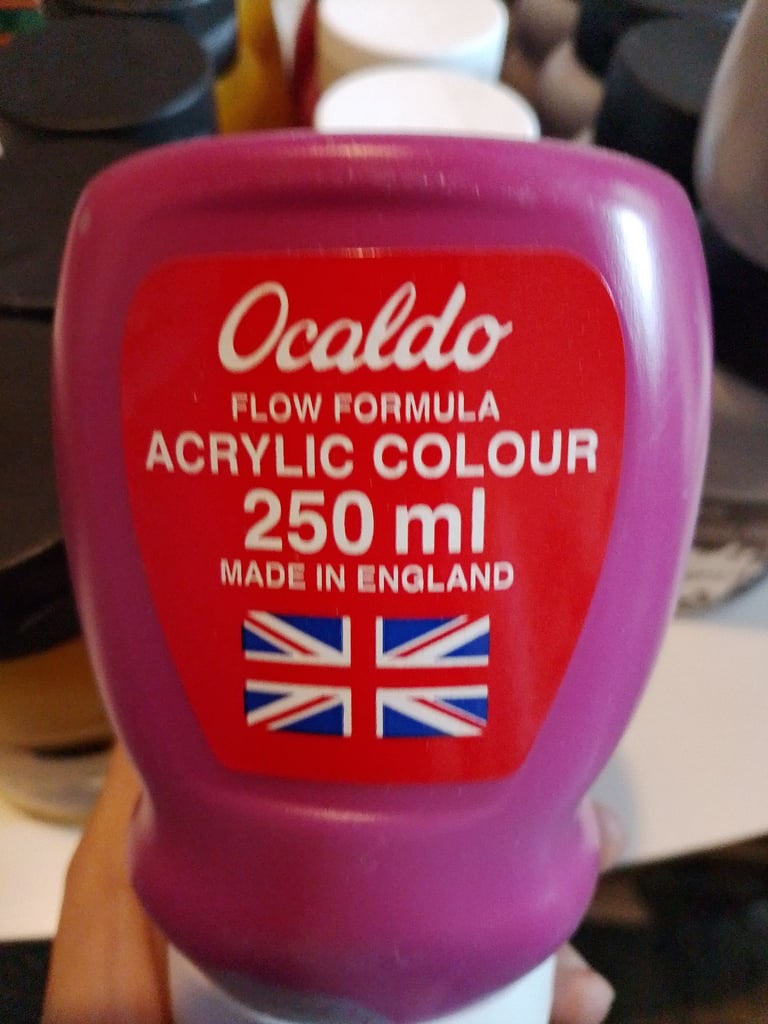 Ocaldo
FLOW FORMULA
ACRYLIC COLOUR
250 ml
MADE IN ENGLAND